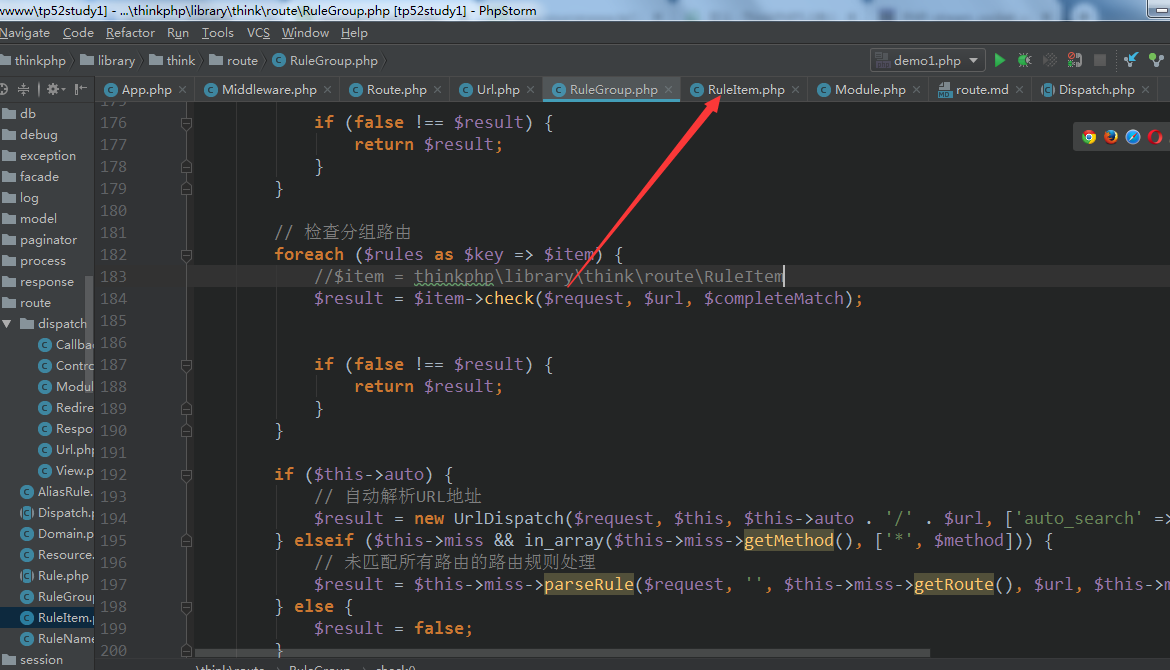 www\tp52study1] - ...\thinkphp\library\think\route\RuleGroup.php [tp52study1] - PhpStorm
Navigate Code Refactor Run Tools VCS Window Help
thinkphp library think route RuleGroup.php demo1.php
App.php Middleware.php Route.php Url.php RuleGroup.php RuleItem.php Module.php route.md Dispatch.php
db
debug
exception
facade
log
model
paginator
process
response
route
dispatch
Callba
Contro
Modul
Redire
Respo
Url.php
View.p
AliasRule.
Dispatch.p
Domain.p
Resource.
Rule.php
RuleGroup
RuleItem.p
RuleName
session
175
176 if (false !== $result) {
177 return $result;
178 }
179 }
180
181 // 检查分组路由
182 foreach ($rules as $key => $item) {
183 //$item = thinkphp\library\think\route\RuleItem
184 $result = $item->check($request, $url, $completeMatch);
185
186
187 if (false !== $result) {
188 return $result;
189 }
190 }
191
192 if ($this->auto) {
193 // 自动解析URL地址
194 $result = new UrlDispatch($request, $this, $this->auto . '/' . $url, ['auto_search' =>
195 } elseif ($this->miss && in_array($this->miss->getMethod(), ['*', $method])) {
196 // 未匹配所有路由的路由规则处理
197 $result = $this->miss->parseRule($request, '', $this->miss->getRoute(), $url, $this->m
198 } else {
199 $result = false;
200 }
\think\route RuleGroup check()